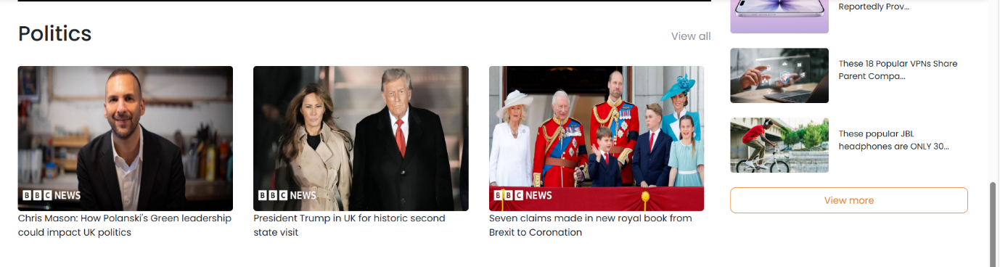 Politics
View all
BBC NEWS
Chris Mason: How Polanski's Green leadership
could impact UK politics
BBC NEWS
President Trump in UK for historic second
state visit
BBC NEWS
Seven claims made in new royal book from
Brexit to Coronation
Reportedly Prov...
These 18 Popular VPNs Share
Parent Compa...
These popular JBL
headphones are ONLY 30...
View more